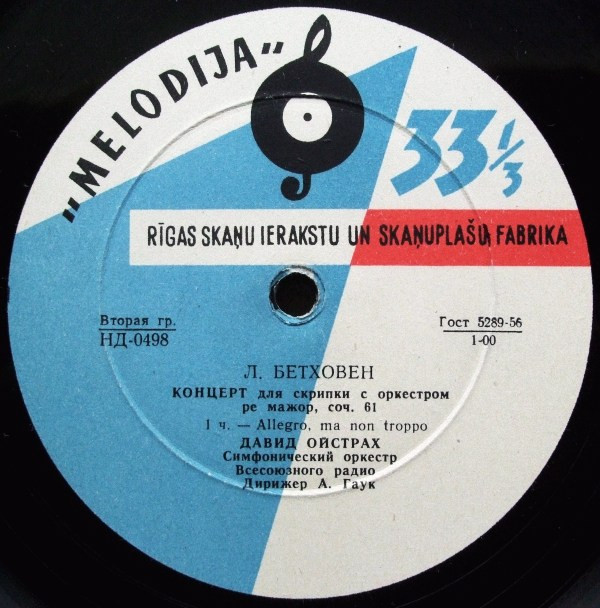 „MELODIJA"
33 1/3
RĪGAS SKAŅU IERAKSTU UN SKAŅUPLAŠU FABRIKA
Вторая гр.
НД-0498
Гост 5289-56
1-00
Л. БЕТХОВЕН
КОНЦЕРТ для скрипки с оркестром
ре мажор, соч. 61
1 ч. — Allegro, ma non troppo
ДАВИД ОЙСТРАХ
Симфонический оркестр
Всесоюзного радио
Дирижер А. Гаук